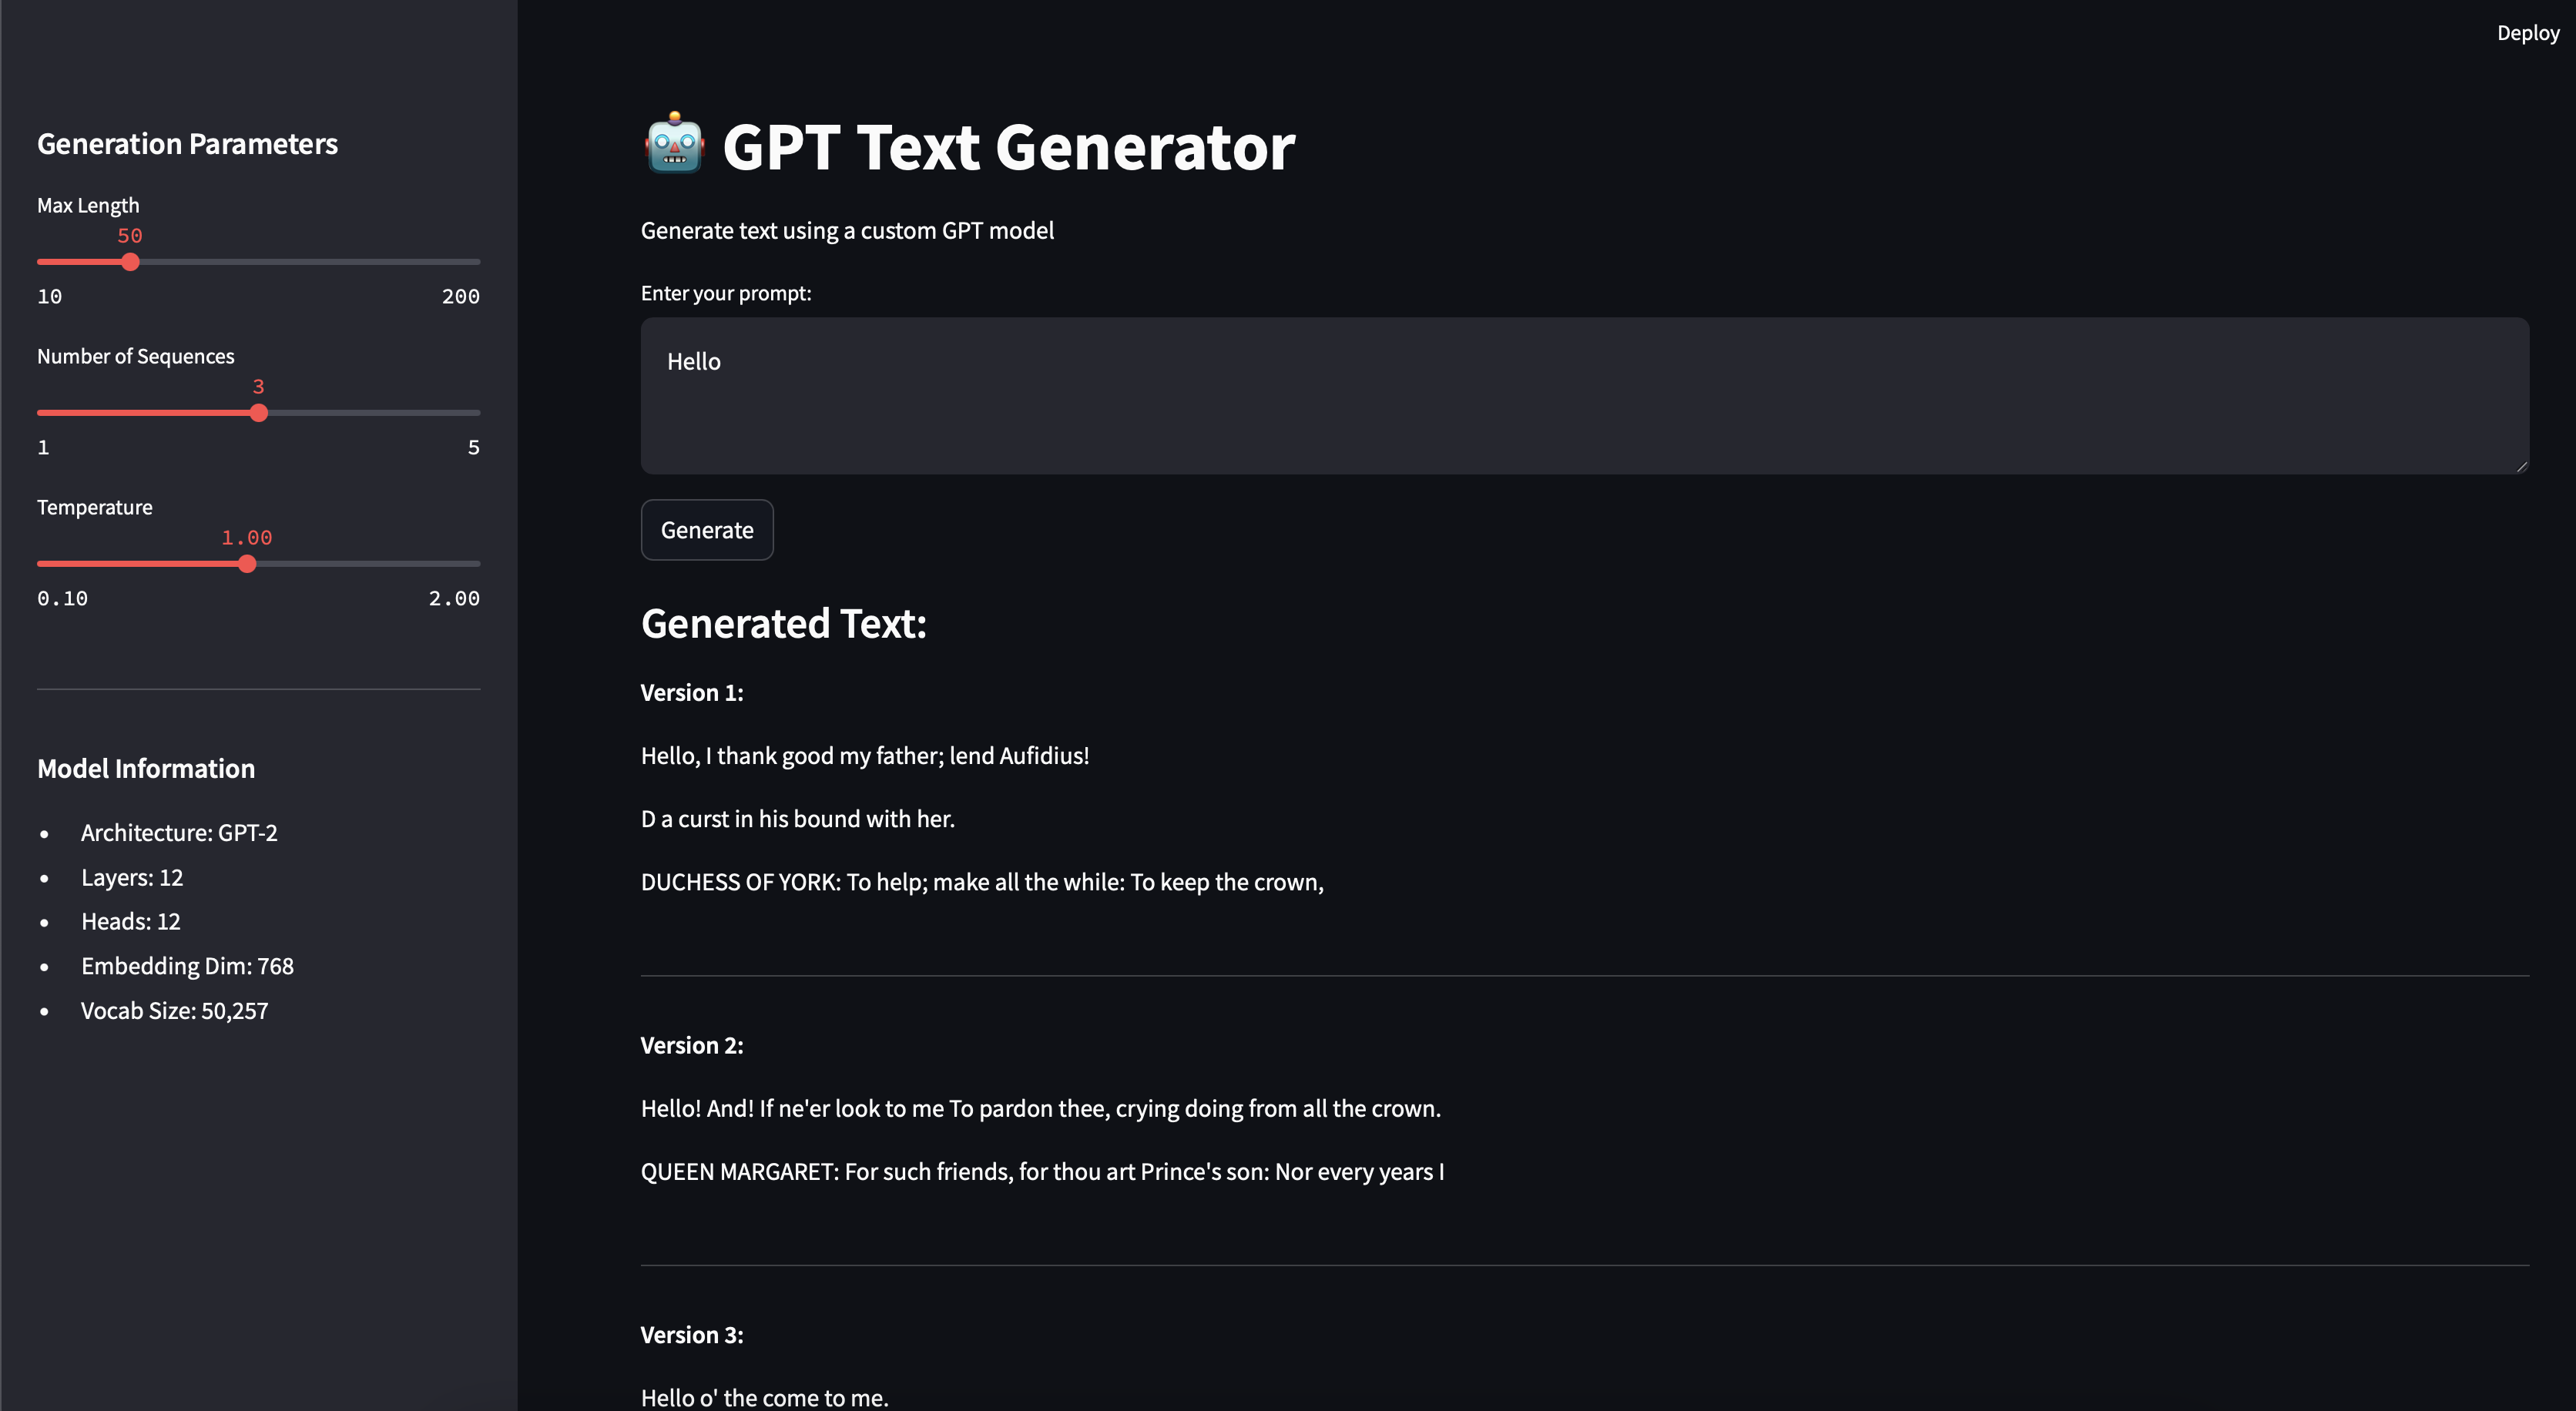 Deploy
Generation Parameters
Max Length
50
10 200
Number of Sequences
3
1 5
Temperature
1.00
0.10 2.00
Model Information
Architecture: GPT-2
Layers: 12
Heads: 12
Embedding Dim: 768
Vocab Size: 50,257
GPT Text Generator
Generate text using a custom GPT model
Enter your prompt:
Hello
Generate
Generated Text:
Version 1:
Hello, I thank good my father; lend Aufidius!
D a curst in his bound with her.
DUCHESS OF YORK: To help; make all the while: To keep the crown,
Version 2:
Hello! And! If ne'er look to me To pardon thee, crying doing from all the crown.
QUEEN MARGARET: For such friends, for thou art Prince's son: Nor every years I
Version 3:
Hello o' the come to me.